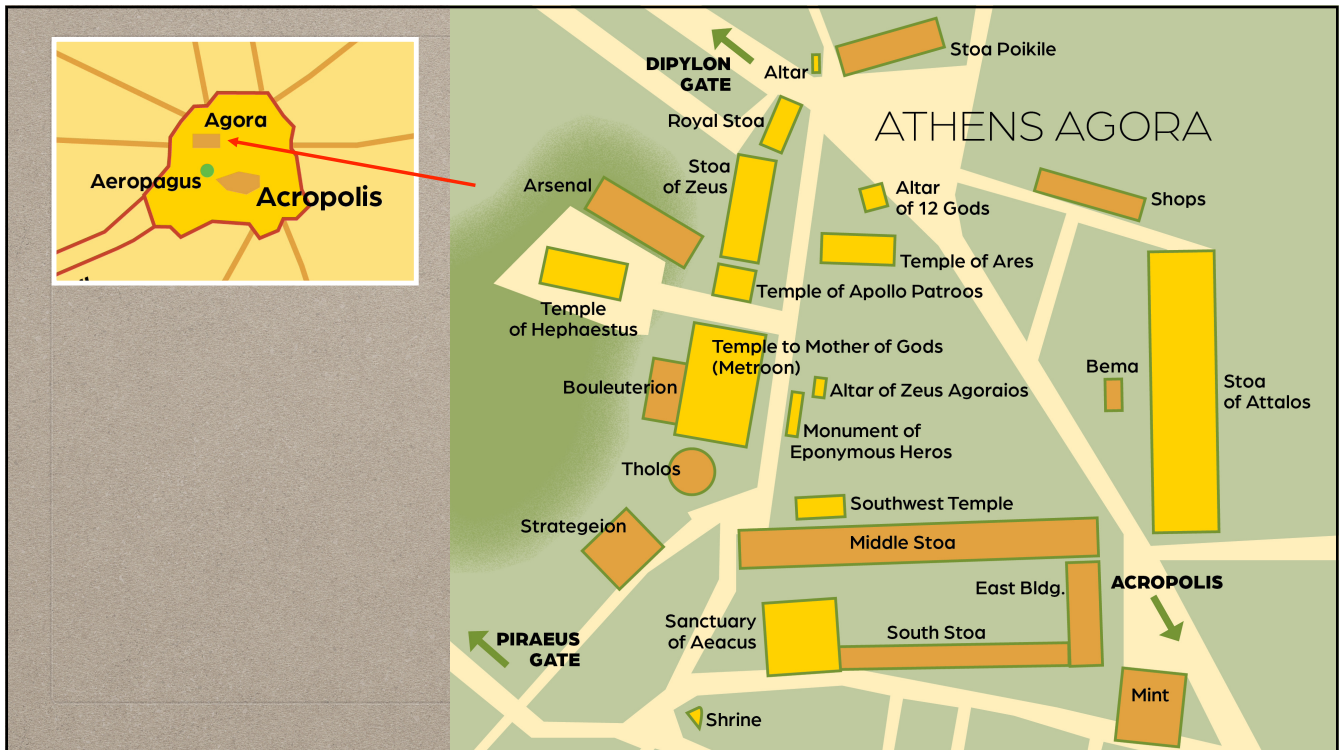 Agora
Aeropagus
Acropolis
DIPYLON
GATE
Altar
Stoa Poikile
ATHENS AGORA
Royal Stoa
Stoa
of Zeus
Arsenal
Altar
of 12 Gods
Shops
Temple of Ares
Temple of Apollo Patroos
Temple
of Hephaestus
Temple to Mother of Gods
(Metroon)
Bouleuterion
Altar of Zeus Agoraios
Bema
Stoa
of Attalos
Monument of
Eponymous Heros
Tholos
Southwest Temple
Strategeion
Middle Stoa
East Bldg.
ACROPOLIS
Sanctuary
of Aeacus
South Stoa
PIRAEUS
GATE
Mint
Shrine